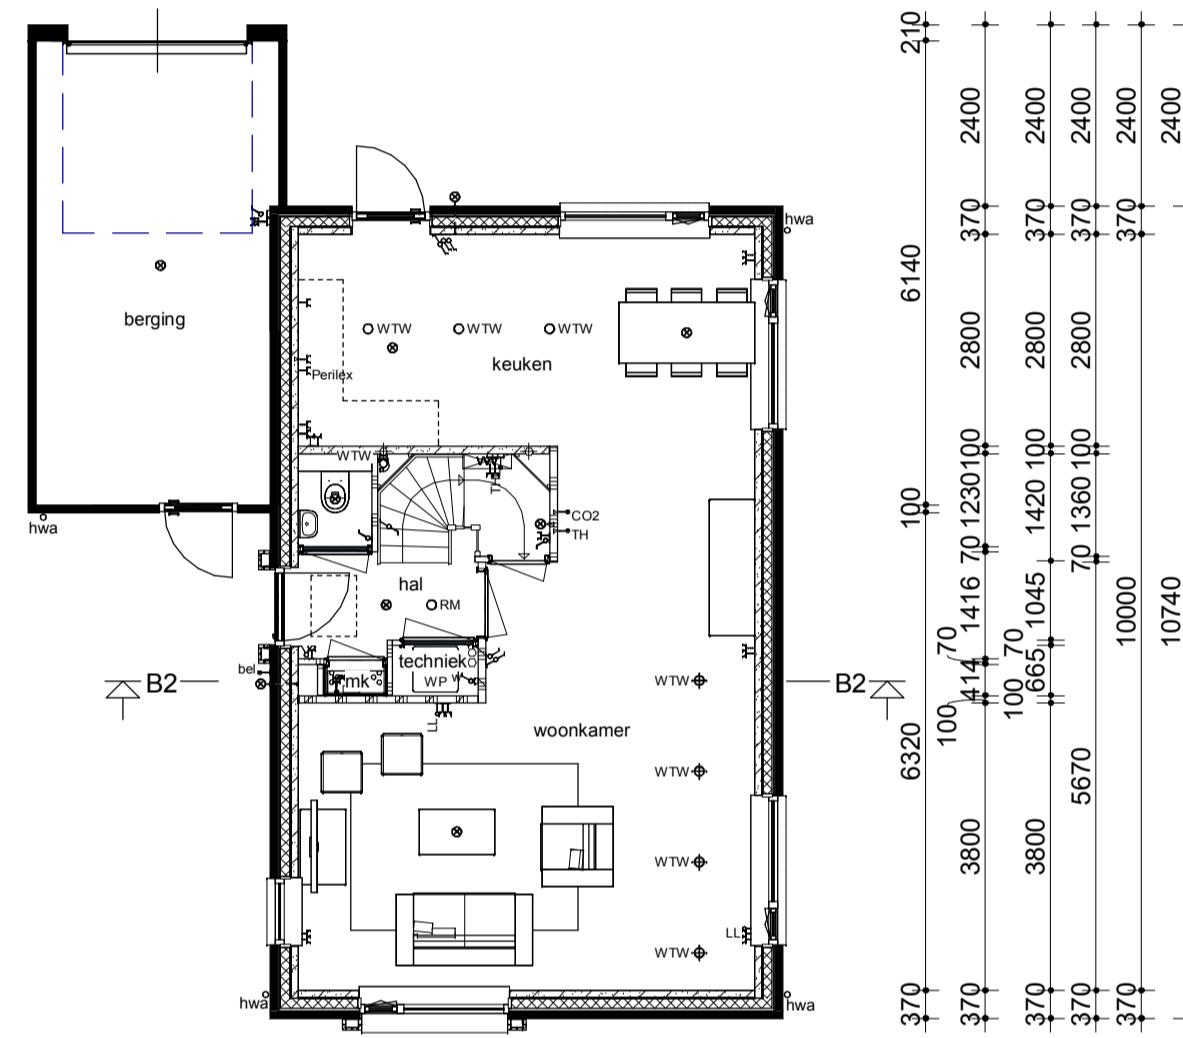 hwa
berging
WTW
WTW
WTW
keuken
Perilex
WTW
TH
CO2
TH
hwa
hal
RM
bel
mk
techniek
WP
LL
B2
B2
WTW
woonkamer
WTW
WTW
LL
WTW
hwa
hwa
210
6140
100
6320
370
2400
370
2800
100
1230
70
1416
70
414
100
3800
370
2400
370
2800
100
1420
1045
70
665
100
3800
370
2400
370
2800
100
1360
70
5670
370
2400
370
10000
370
2400
10740